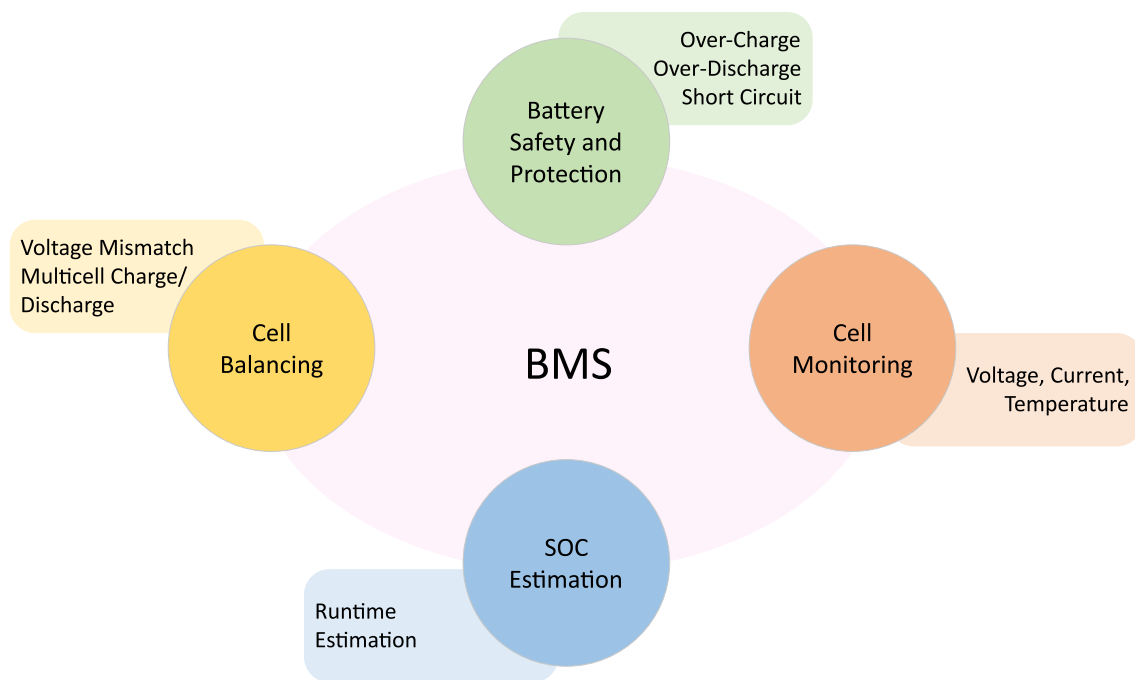 Over-Charge
Over-Discharge
Short Circuit
Battery
Safety and
Protection
Voltage Mismatch
Multicell Charge/
Discharge
Cell
Balancing
BMS
Cell
Monitoring
Voltage, Current,
Temperature
SOC
Estimation
Runtime
Estimation